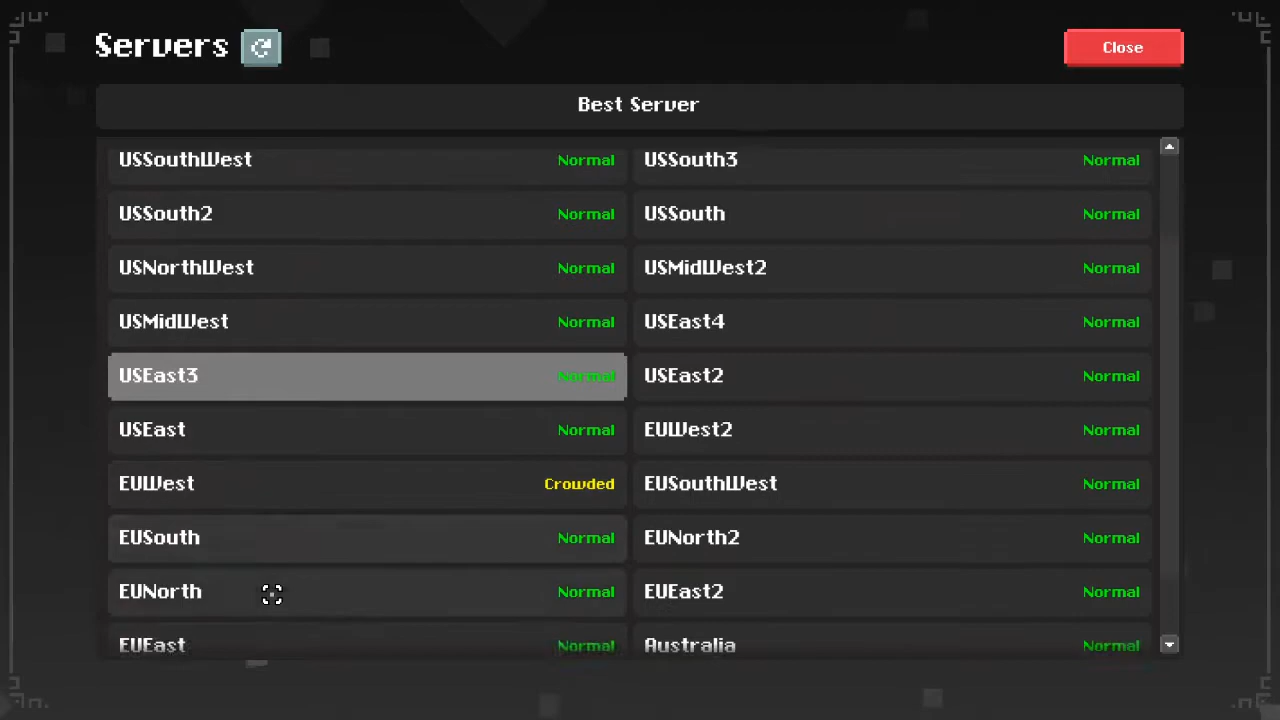 Servers
Close
Best Server
USSouthWest Normal USSouth3 Normal
USSouth2 Normal USSouth Normal
USNorthWest Normal USMidWest2 Normal
USMidWest Normal USEast4 Normal
USEast3 Normal USEast2 Normal
USEast Normal EUWest2 Normal
EUWest Crowded EUSouthWest Normal
EUSouth Normal EUNorth2 Normal
EUNorth Normal EUEast2 Normal
EUEast Normal Australia Normal